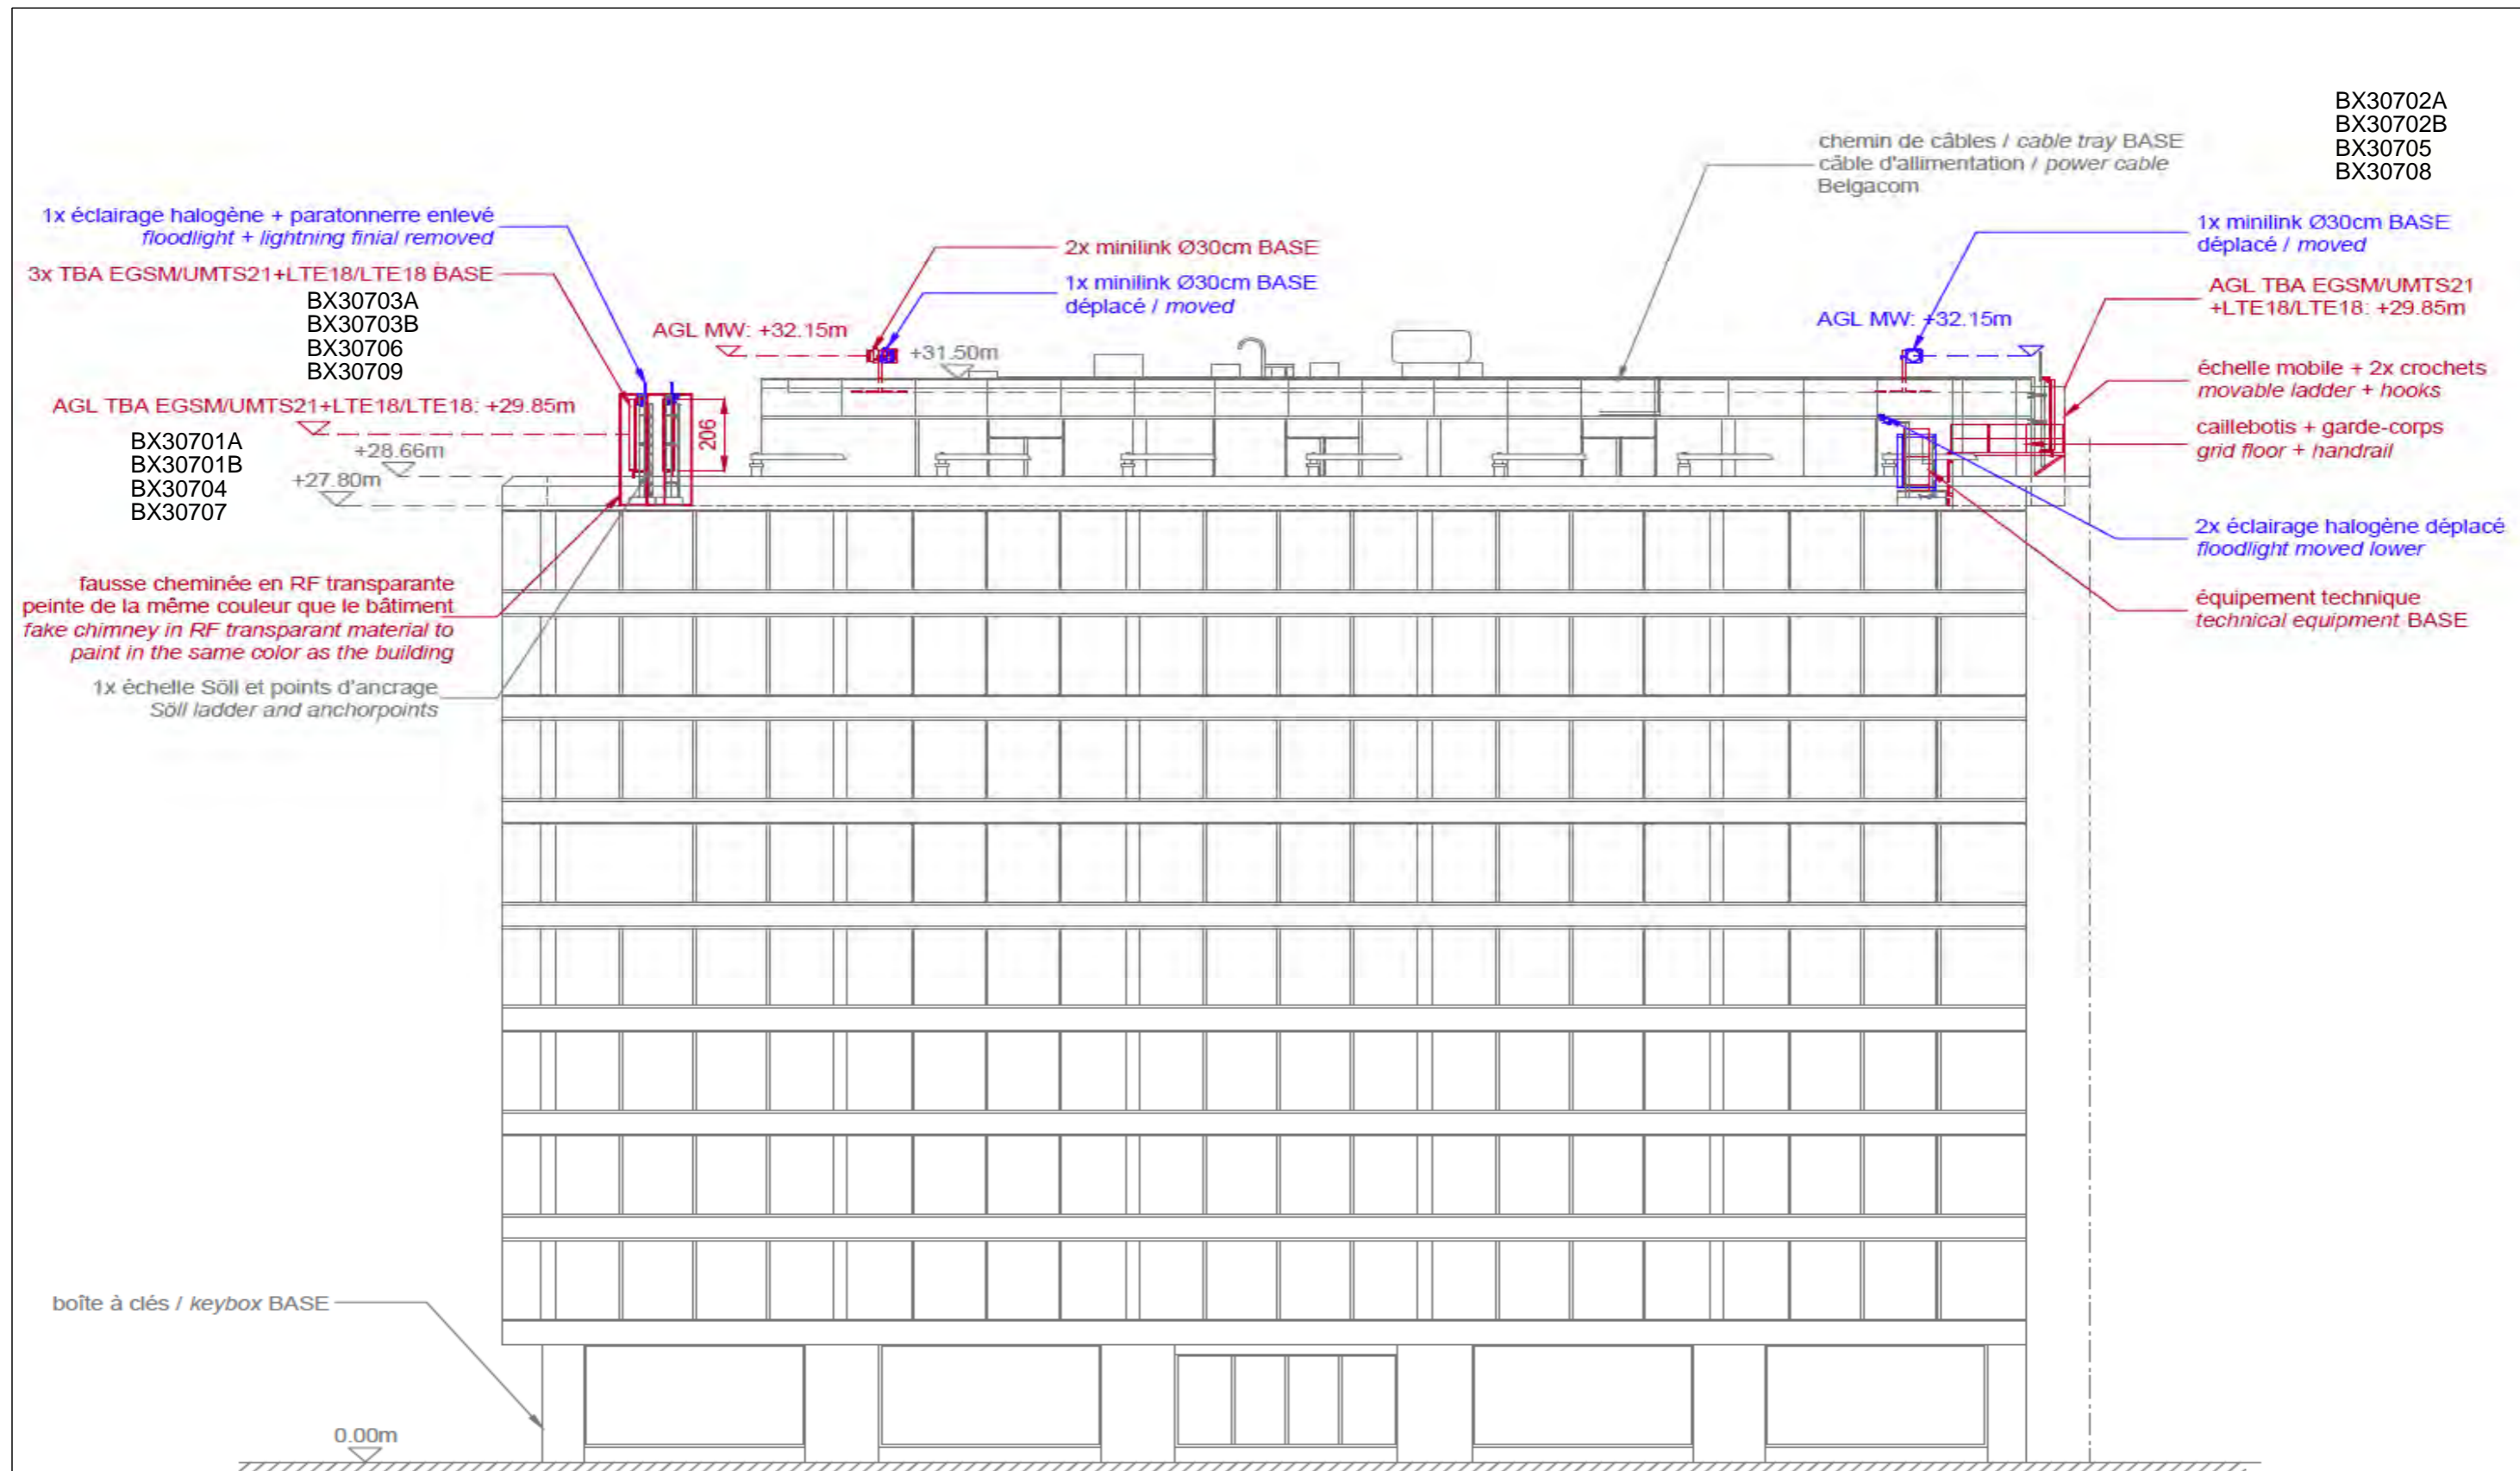 BX30702A
BX30702B
BX30705
BX30708
chemin de câbles / cable tray BASE
câble d'allimentation / power cable
Belgacom
1x éclairage halogène + paratonnerre enlevé
floodlight + lightning finial removed
3x TBA EGSM/UMTS21+LTE18/LTE18 BASE
BX30703A
BX30703B
BX30706
BX30709
AGL TBA EGSM/UMTS21+LTE18/LTE18: +29.85m
BX30701A
BX30701B
BX30704
BX30707
+28.66m
+27.80m
206
2x minilink Ø30cm BASE
1x minilink Ø30cm BASE
déplacé / moved
AGL MW: +32.15m
+31.50m
1x minilink Ø30cm BASE
déplacé / moved
AGL MW: +32.15m
AGL TBA EGSM/UMTS21
+LTE18/LTE18: +29.85m
échelle mobile + 2x crochets
movable ladder + hooks
caillebotis + garde-corps
grid floor + handrail
2x éclairage halogène déplacé
floodlight moved lower
équipement technique
technical equipment BASE
fausse cheminée en RF transparante
peinte de la même couleur que le bâtiment
fake chimney in RF transparant material to
paint in the same color as the building
1x échelle Söll et points d'ancrage
Söll ladder and anchorpoints
boîte à clés / keybox BASE
0.00m